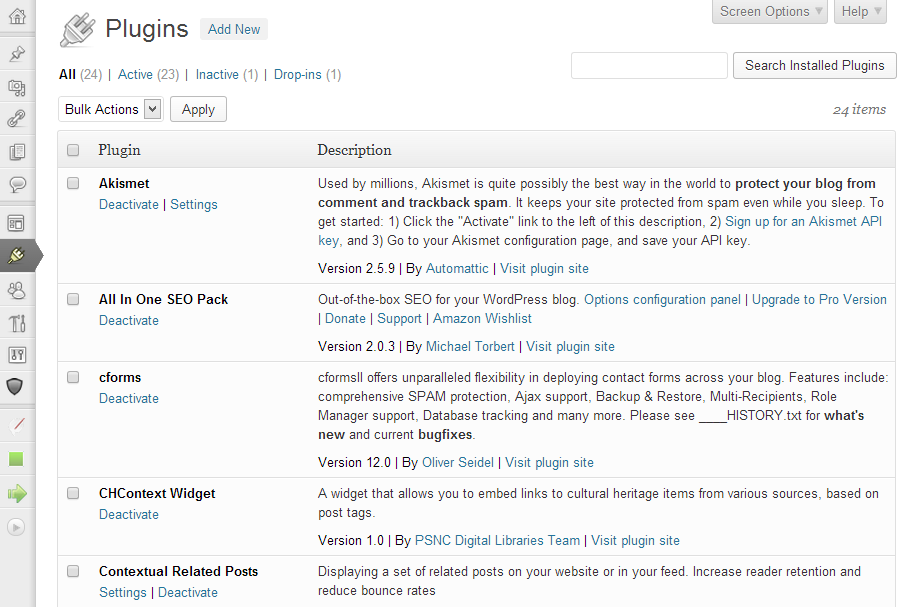 Screen Options Help
Plugins Add New
All (24) | Active (23) | Inactive (1) | Drop-ins (1)
Search Installed Plugins
Bulk Actions Apply
24 items
Plugin Description
Akismet
Deactivate | Settings
Used by millions, Akismet is quite possibly the best way in the world to protect your blog from
comment and trackback spam. It keeps your site protected from spam even while you sleep. To
get started: 1) Click the "Activate" link to the left of this description, 2) Sign up for an Akismet API
key, and 3) Go to your Akismet configuration page, and save your API key.
Version 2.5.9 | By Automattic | Visit plugin site
All In One SEO Pack
Deactivate
Out-of-the-box SEO for your WordPress blog. Options configuration panel | Upgrade to Pro Version
| Donate | Support | Amazon Wishlist
Version 2.0.3 | By Michael Torbert | Visit plugin site
cforms
Deactivate
cformsII offers unparalleled flexibility in deploying contact forms across your blog. Features include:
comprehensive SPAM protection, Ajax support, Backup & Restore, Multi-Recipients, Role
Manager support, Database tracking and many more. Please see ____HISTORY.txt for what's
new and current bugfixes.
Version 12.0 | By Oliver Seidel | Visit plugin site
CHContext Widget
Deactivate
A widget that allows you to embed links to cultural heritage items from various sources, based on
post tags.
Version 1.0 | By PSNC Digital Libraries Team | Visit plugin site
Contextual Related Posts
Settings | Deactivate
Displaying a set of related posts on your website or in your feed. Increase reader retention and
reduce bounce rates